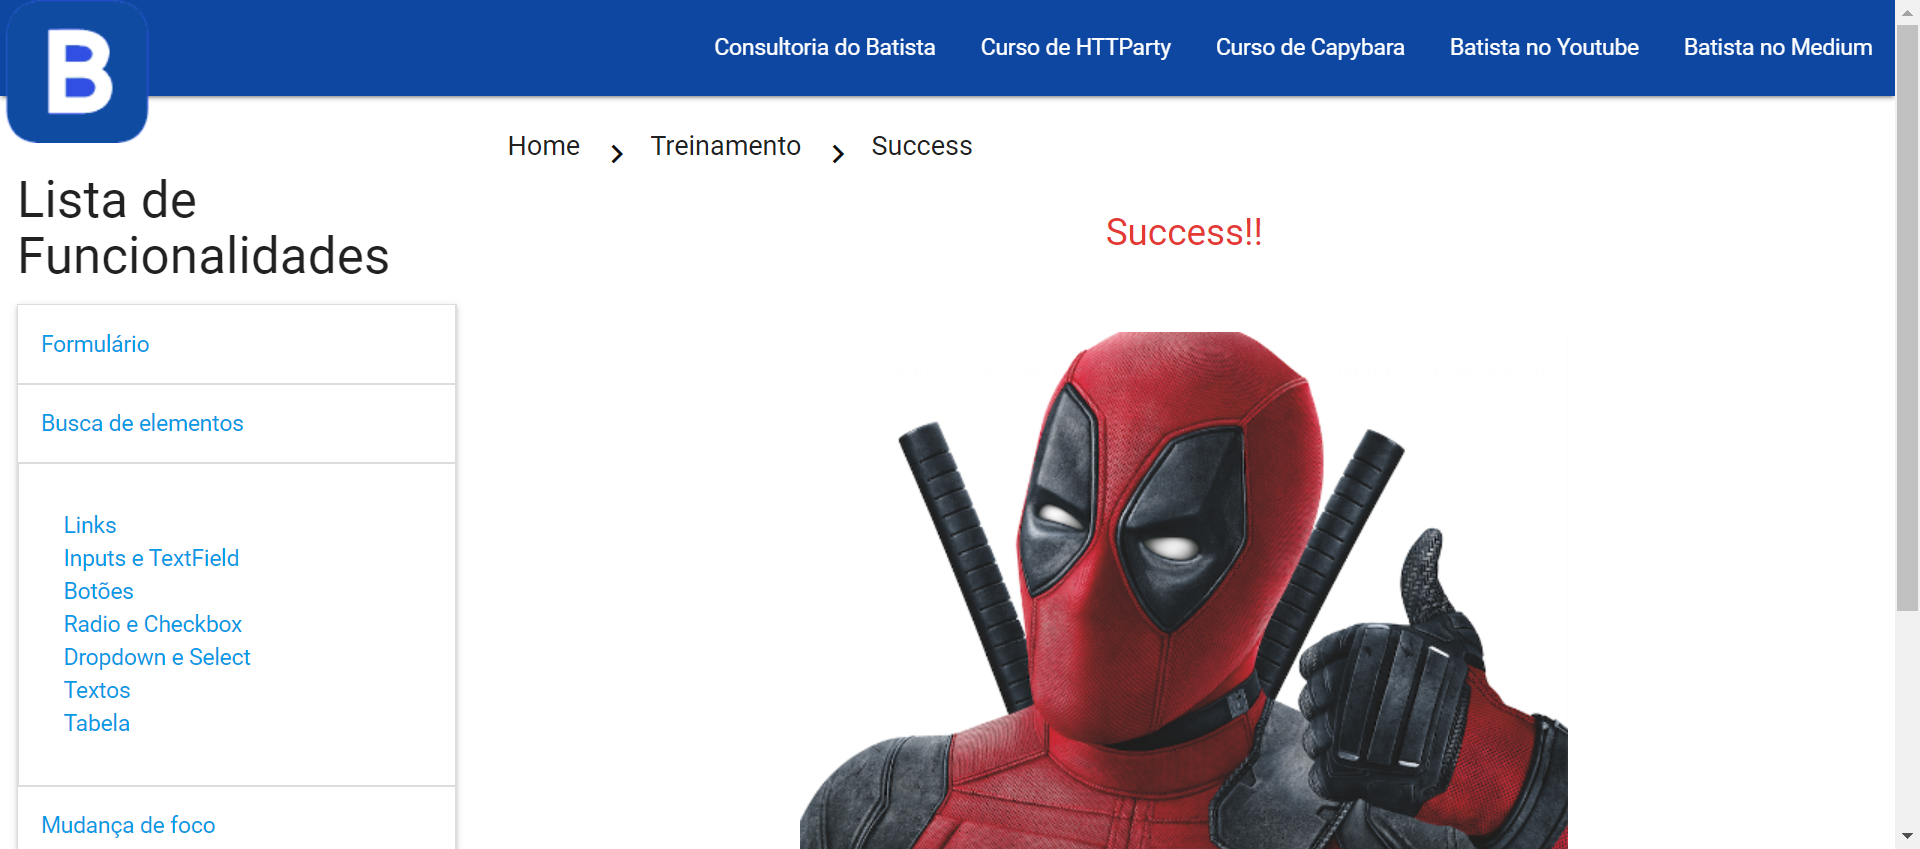 B
Consultoria do Batista
Curso de HTTParty
Curso de Capybara
Batista no Youtube
Batista no Medium
Home
Treinamento
Success
Lista de
Funcionalidades
Formulário
Busca de elementos
Links
Inputs e TextField
Botões
Radio e Checkbox
Dropdown e Select
Textos
Tabela
Mudança de foco
Success!!